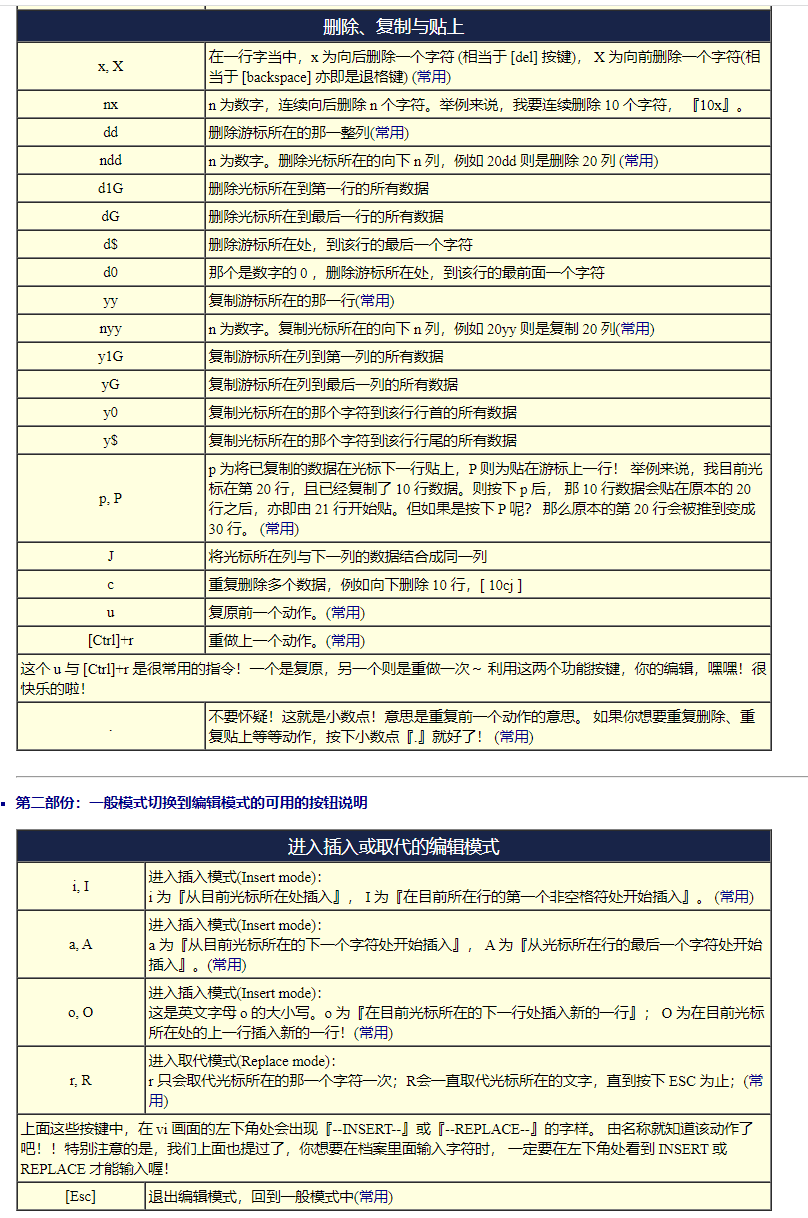 删除、复制与贴上
x, X
在一行字当中，x 为向后删除一个字符 (相当于 [del] 按键)， X 为向前删除一个字符(相
当于 [backspace] 亦即是退格键) (常用)
nx
n 为数字，连续向后删除 n 个字符。举例来说，我要连续删除 10 个字符， 『10x』。
dd
删除游标所在的那一整列(常用)
ndd
n 为数字。删除光标所在的向下 n 列，例如 20dd 则是删除 20 列 (常用)
d1G
删除光标所在到第一行的所有数据
dG
删除光标所在到最后一行的所有数据
d$
删除游标所在处，到该行的最后一个字符
d0
那个是数字的 0 ，删除游标所在处，到该行的最前面一个字符
yy
复制游标所在的那一行(常用)
nyy
n 为数字。复制光标所在的向下 n 列，例如 20yy 则是复制 20 列(常用)
y1G
复制游标所在列到第一列的所有数据
yG
复制游标所在列到最后一列的所有数据
y0
复制光标所在的那个字符到该行行首的所有数据
y$
复制光标所在的那个字符到该行行尾的所有数据
p, P
p 为将已复制的数据在光标下一行贴上，P 则为贴在游标上一行！ 举例来说，我目前光
标在第 20 行，且已经复制了 10 行数据。则按下 p 后， 那 10 行数据会贴在原本的 20
行之后，亦即由 21 行开始贴。但如果是按下 P 呢？ 那么原本的第 20 行会被推到变成
30 行。 (常用)
J
将光标所在列与下一列的数据结合成同一列
c
重复删除多个数据，例如向下删除 10 行，[ 10cj ]
u
复原前一个动作。(常用)
[Ctrl]+r
重做上一个动作。(常用)
这个 u 与 [Ctrl]+r 是很常用的指令！一个是复原，另一个则是重做一次～ 利用这两个功能按键，你的编辑，嘿嘿！很
快乐的啦！
.
不要怀疑！这就是小数点！意思是重复前一个动作的意思。 如果你想要重复删除、重
复贴上等等动作，按下小数点『.』就好了！ (常用)
第二部份：一般模式切换到编辑模式的可用的按钮说明
进入插入或取代的编辑模式
i, I
进入插入模式(Insert mode)：
i 为『从目前光标所在处插入』， I 为『在目前所在行的第一个非空格符处开始插入』。 (常用)
a, A
进入插入模式(Insert mode)：
a 为『从目前光标所在的下一个字符处开始插入』， A 为『从光标所在行的最后一个字符处开始
插入』。(常用)
o, O
进入插入模式(Insert mode)：
这是英文字母 o 的大小写。o 为『在目前光标所在的下一行处插入新的一行』； O 为在目前光标
所在处的上一行插入新的一行！(常用)
r, R
进入取代模式(Replace mode)：
r 只会取代光标所在的那一个字符一次；R会一直取代光标所在的文字，直到按下 ESC 为止；(常
用)
上面这些按键中，在 vi 画面的左下角处会出现『--INSERT--』或『--REPLACE--』的字样。 由名称就知道该动作了
吧！！特别注意的是，我们上面也提过了，你想要在档案里面输入字符时， 一定要在左下角处看到 INSERT 或
REPLACE 才能输入喔！
[Esc]
退出编辑模式，回到一般模式中(常用)